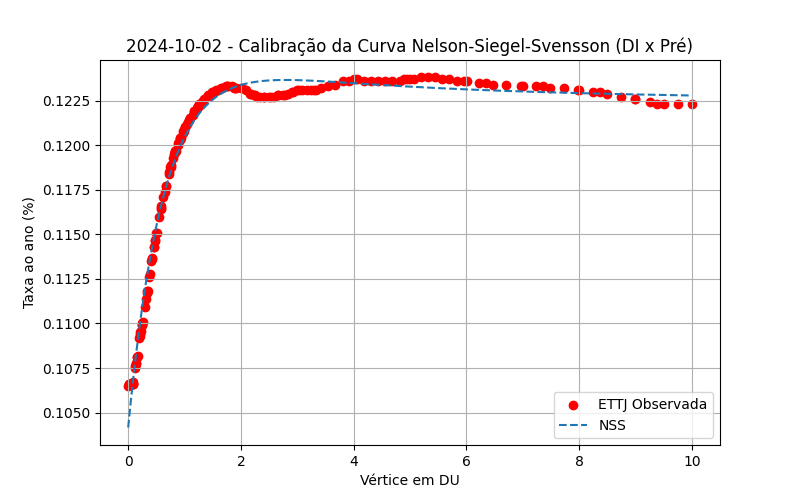 2024-10-02 - Calibração da Curva Nelson-Siegel-Svensson (DI x Pré)
Taxa ao ano (%)
0.1225
0.1200
0.1175
0.1150
0.1125
0.1100
0.1075
0.1050
ETTJ Observada
NSS
0 2 4 6 8 10
Vértice em DU